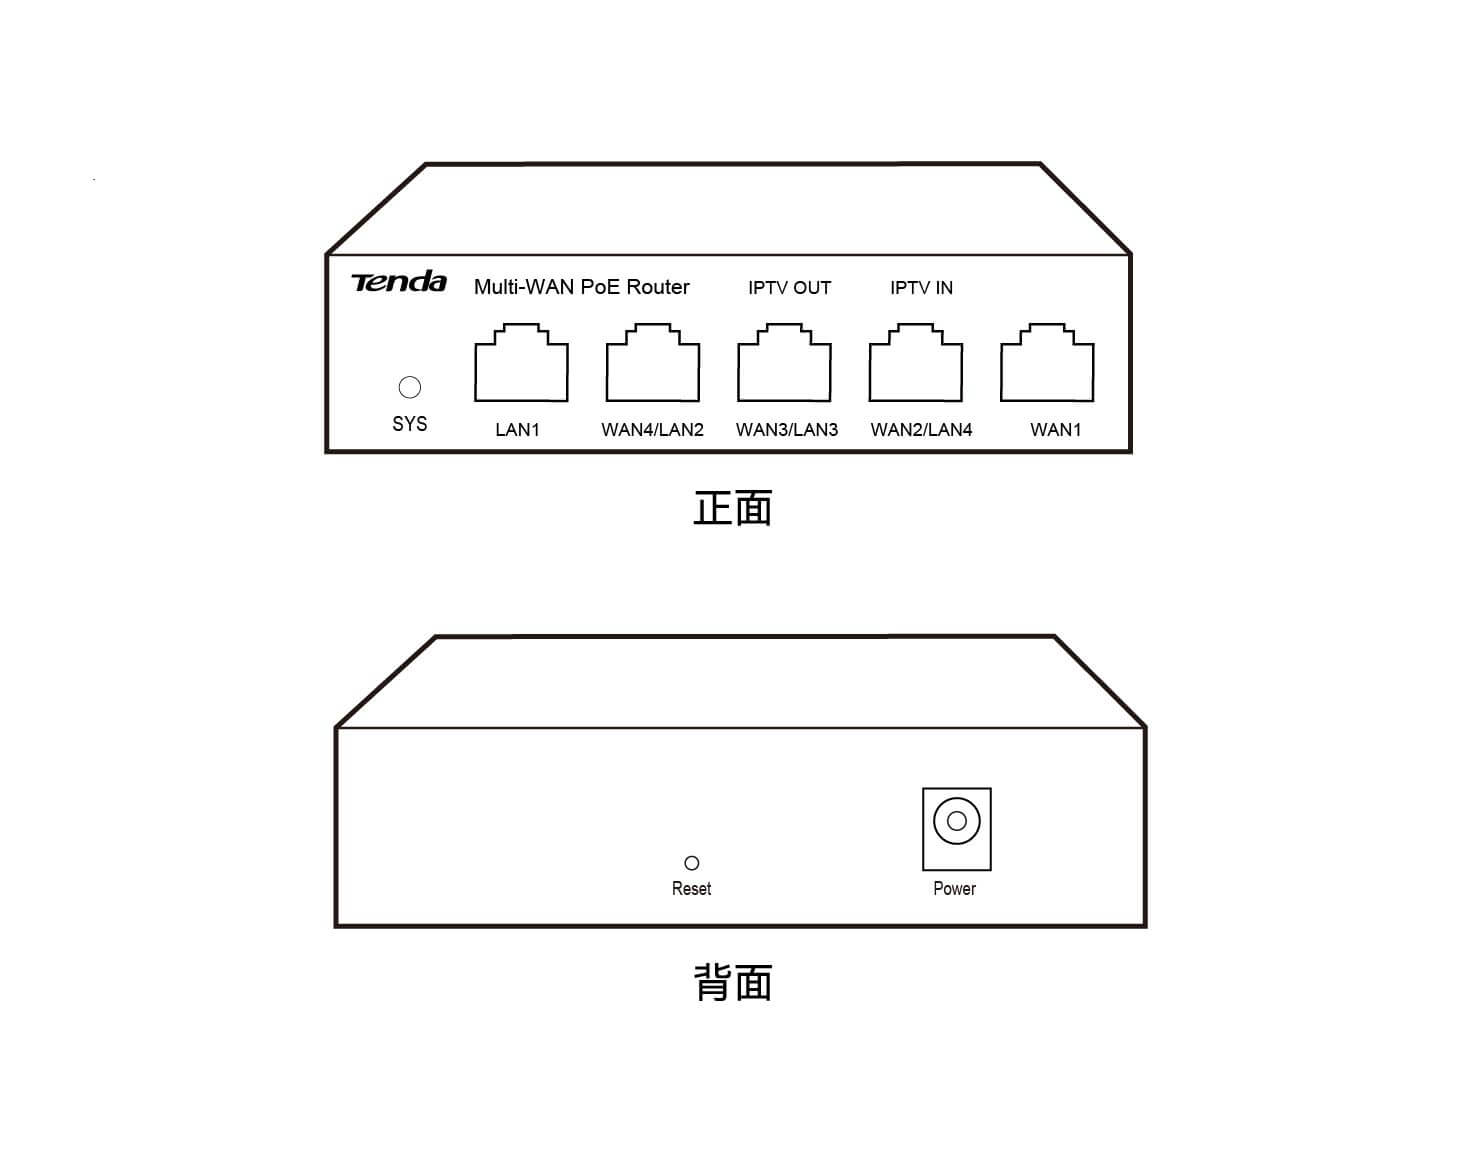 Tenda Multi-WAN PoE Router IPTV OUT IPTV IN
SYS LAN1 WAN4/LAN2 WAN3/LAN3 WAN2/LAN4 WAN1
正面
Reset Power
背面